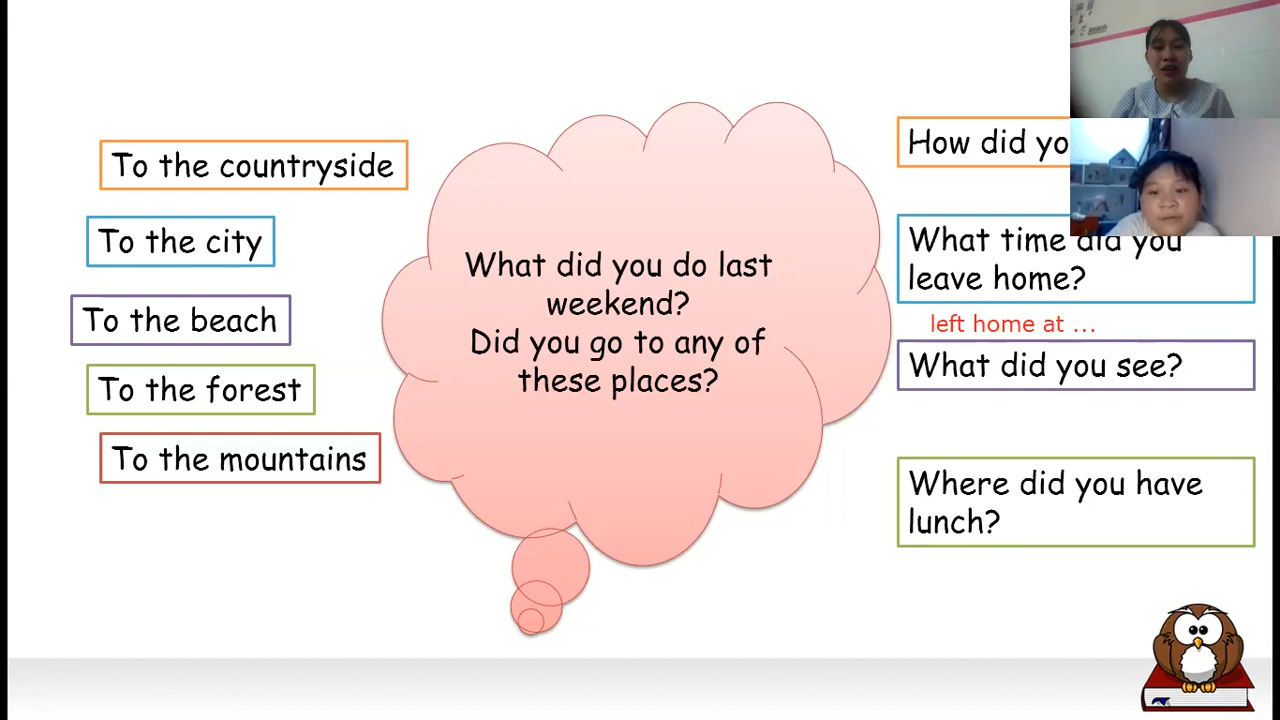 To the countryside
To the city
To the beach
To the forest
To the mountains
What did you do last
weekend?
Did you go to any of
these places?
How did
What time did you
leave home?
left home at ...
What did you see?
Where did you have
lunch?